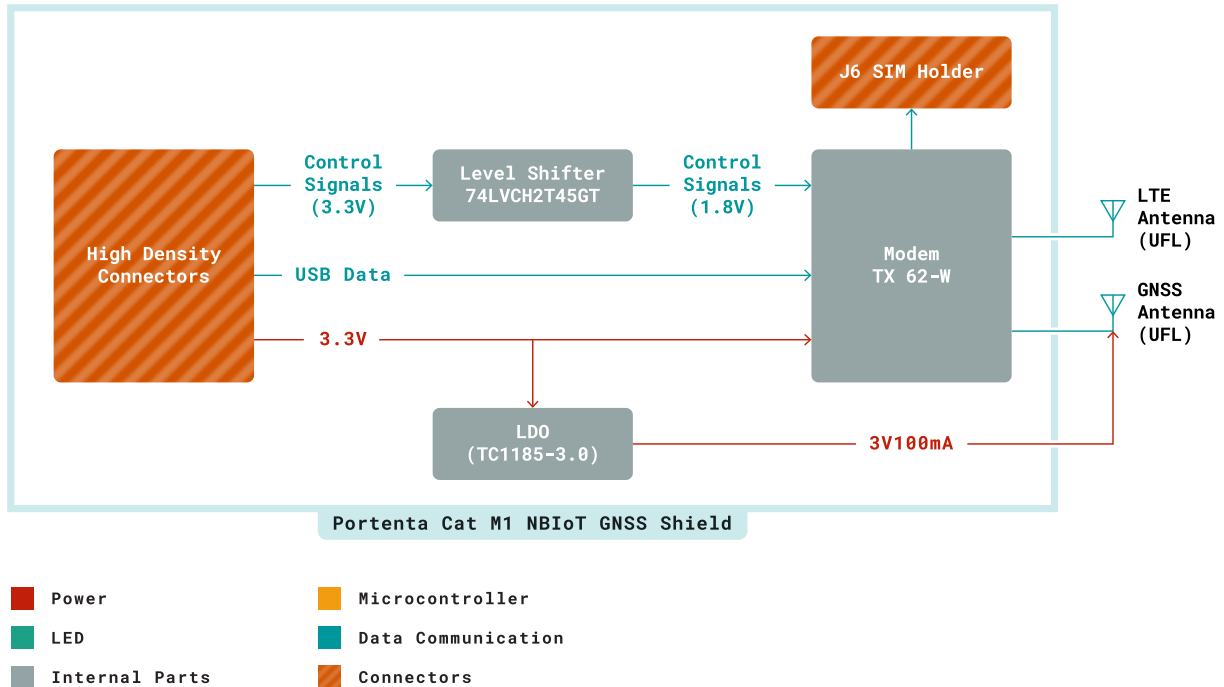 J6 SIM Holder
Control
Signals
(3.3V)
Level Shifter
74LVCH2T45GT
Control
Signals
(1.8V)
LTE
Antenna
(UFL)
High Density
Connectors
USB Data
Modem
TX 62-W
GNSS
Antenna
(UFL)
3.3V
LDO
(TC1185-3.0)
3V100mA
Portenta Cat M1 NBIoT GNSS Shield
Power
Microcontroller
LED
Data Communication
Internal Parts
Connectors